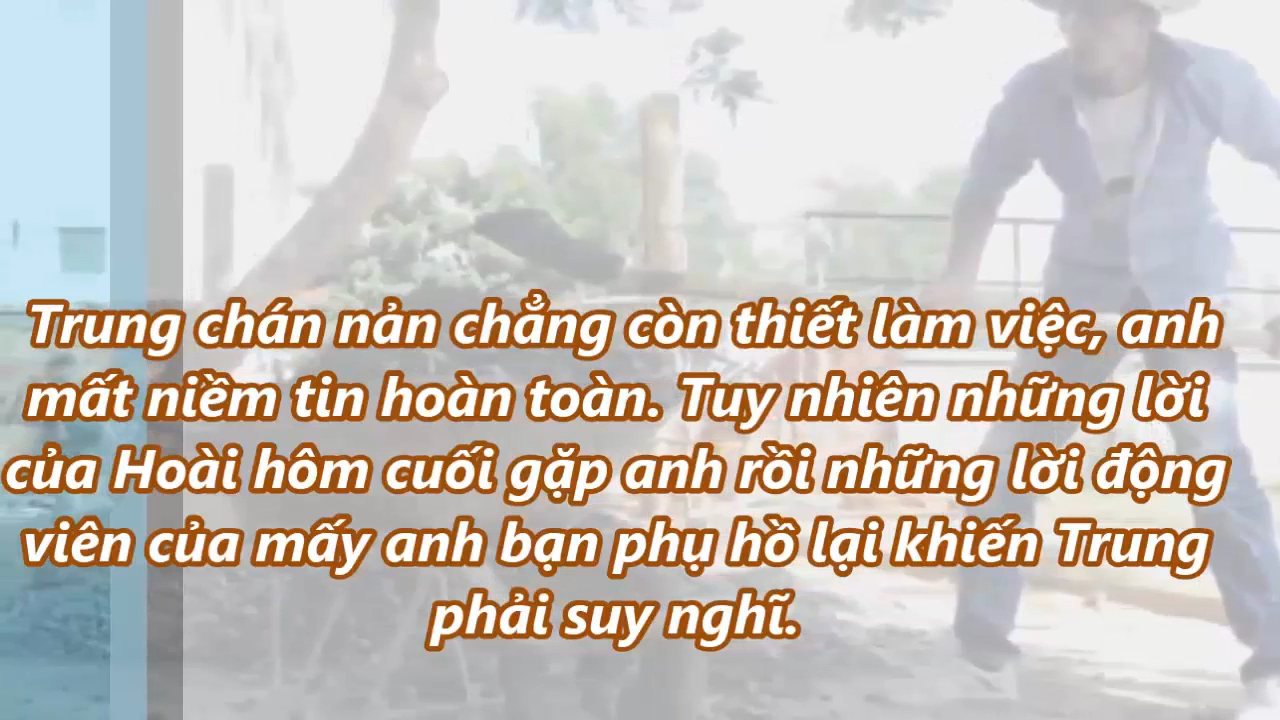 Trung chán nản chẳng còn thiết làm việc, anh
mất niềm tin hoàn toàn. Tuy nhiên những lời
của Hoài hôm cuối gặp anh rồi những lời động
viên của mấy anh bạn phụ hồ lại khiến Trung
phải suy nghĩ.